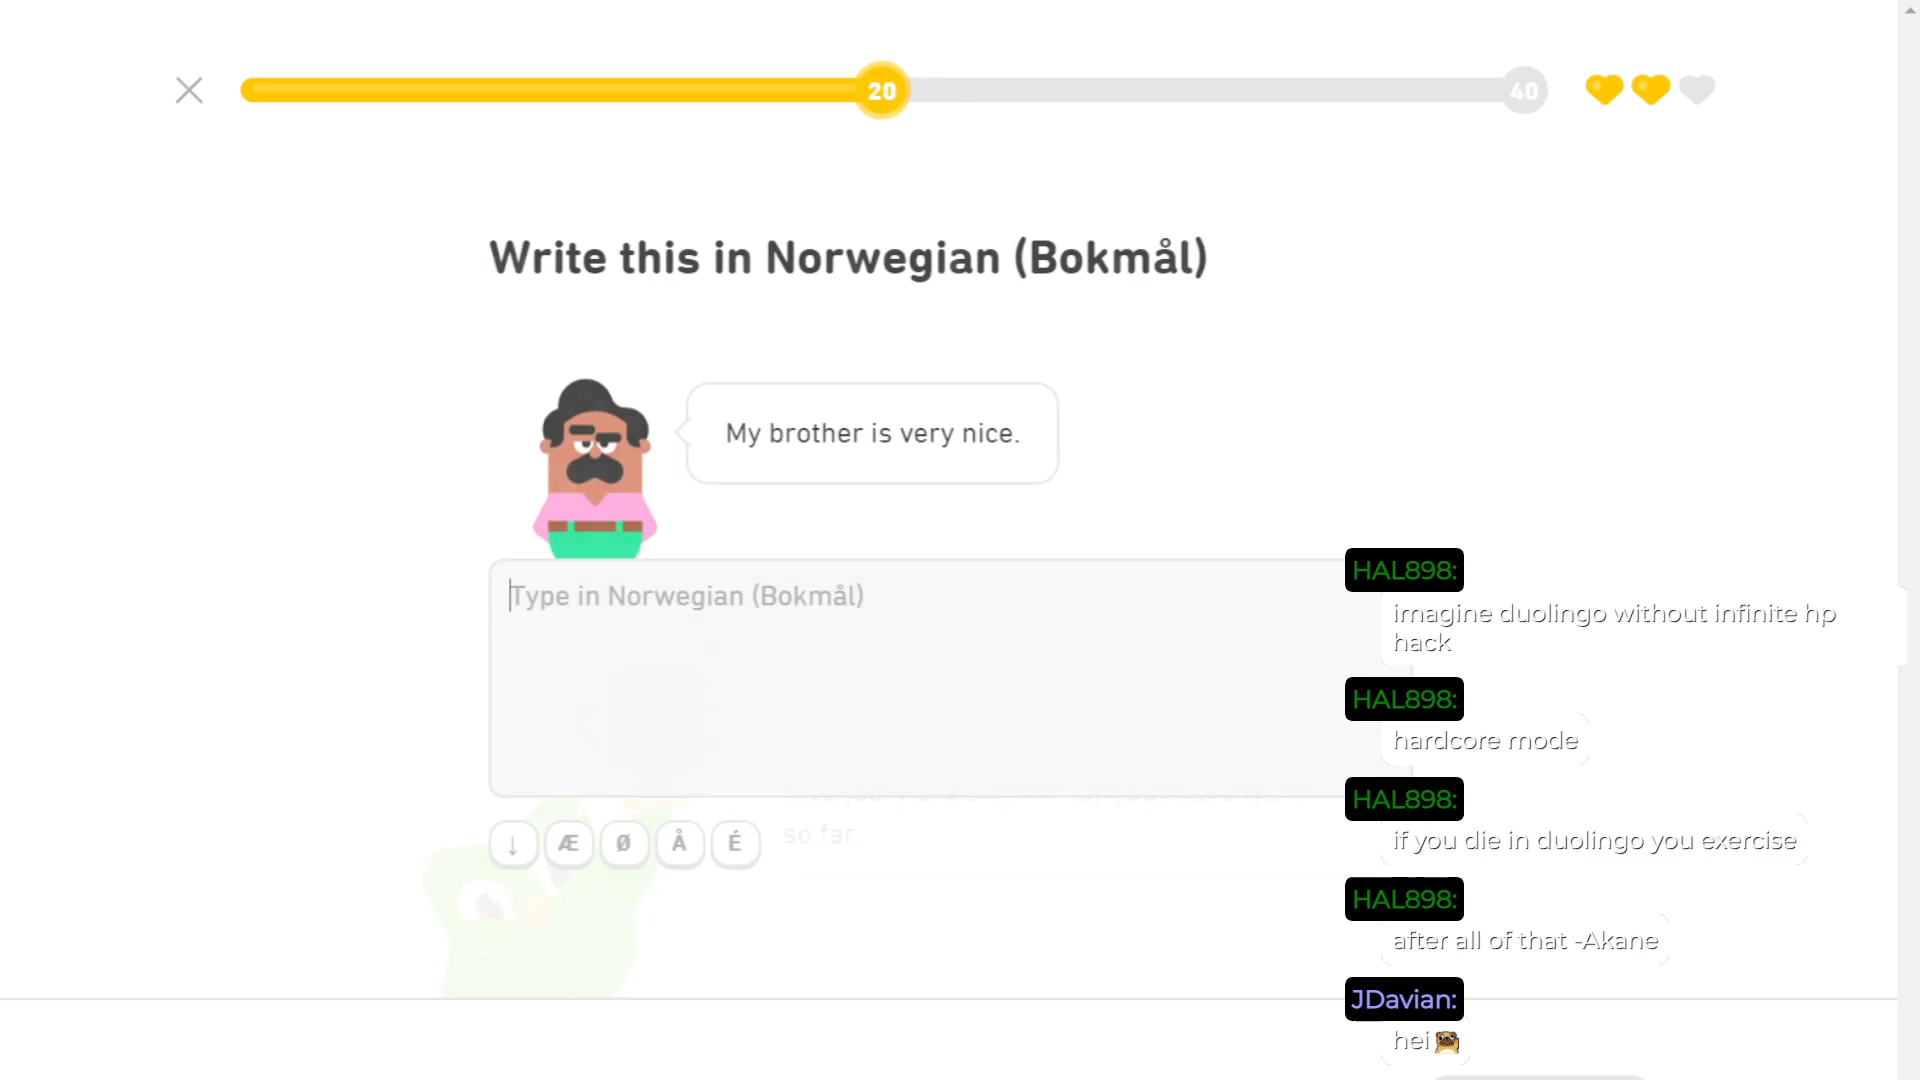 20
40
Write this in Norwegian (Bokmål)
My brother is very nice.
Type in Norwegian (Bokmål)
↓ Æ Ø Å É
so far
HAL898:
imagine duolingo without infinite hp
hack
HAL898:
hardcore mode
HAL898:
if you die in duolingo you exercise
HAL898:
after all of that -Akane
JDavian:
hei